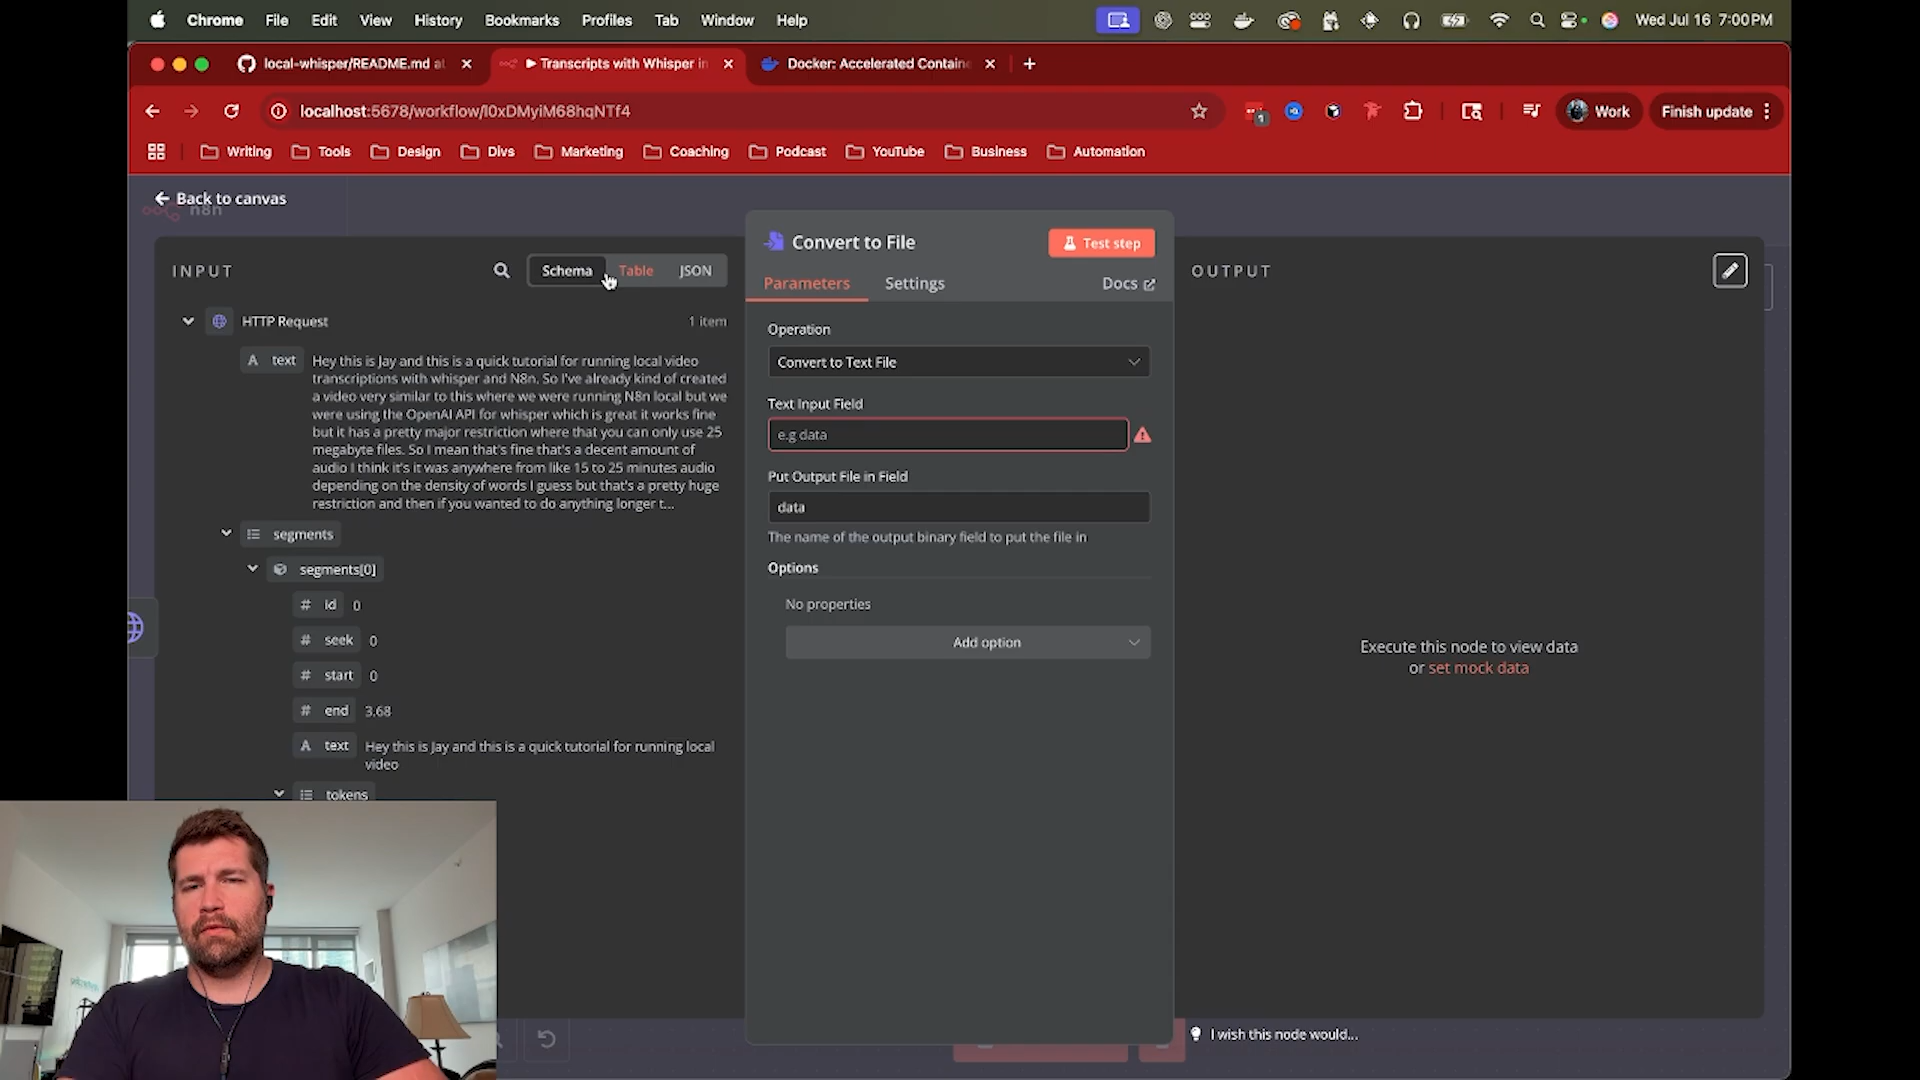 Chrome File Edit View History Bookmarks Profiles Tab Window Help Wed Jul 16 7:00 PM
local-whisper/README.md at Transcripts with Whisper in Docker: Accelerated Containe
localhost:5678/workflow/I0xDMyiM68hqNTf4 1 Work Finish update
Writing Tools Design Divs Marketing Coaching Podcast YouTube Business Automation
Back to canvas
n8n
Convert to File Test step
INPUT Schema Table JSON
Parameters Settings Docs
OUTPUT
HTTP Request 1 item
A text Hey this is Jay and this is a quick tutorial for running local video
transcriptions with whisper and N8n. So I've already kind of created
a video very similar to this where we were running N8n local but we
were using the OpenAI API for whisper which is great it works fine
but it has a pretty major restriction where that you can only use 25
megabyte files. So I mean that's fine that's a decent amount of
audio I think it's it was anywhere from like 15 to 25 minutes audio
depending on the density of words I guess but that's a pretty huge
restriction and then if you wanted to do anything longer t...
segments
segments[0]
# id 0
# seek 0
# start 0
# end 3.68
A text Hey this is Jay and this is a quick tutorial for running local
video
tokens
Operation
Convert to Text File
Text Input Field
e.g data
Put Output File in Field
data
The name of the output binary field to put the file in
Options
No properties
Add option
Execute this node to view data
or set mock data
I wish this node would...